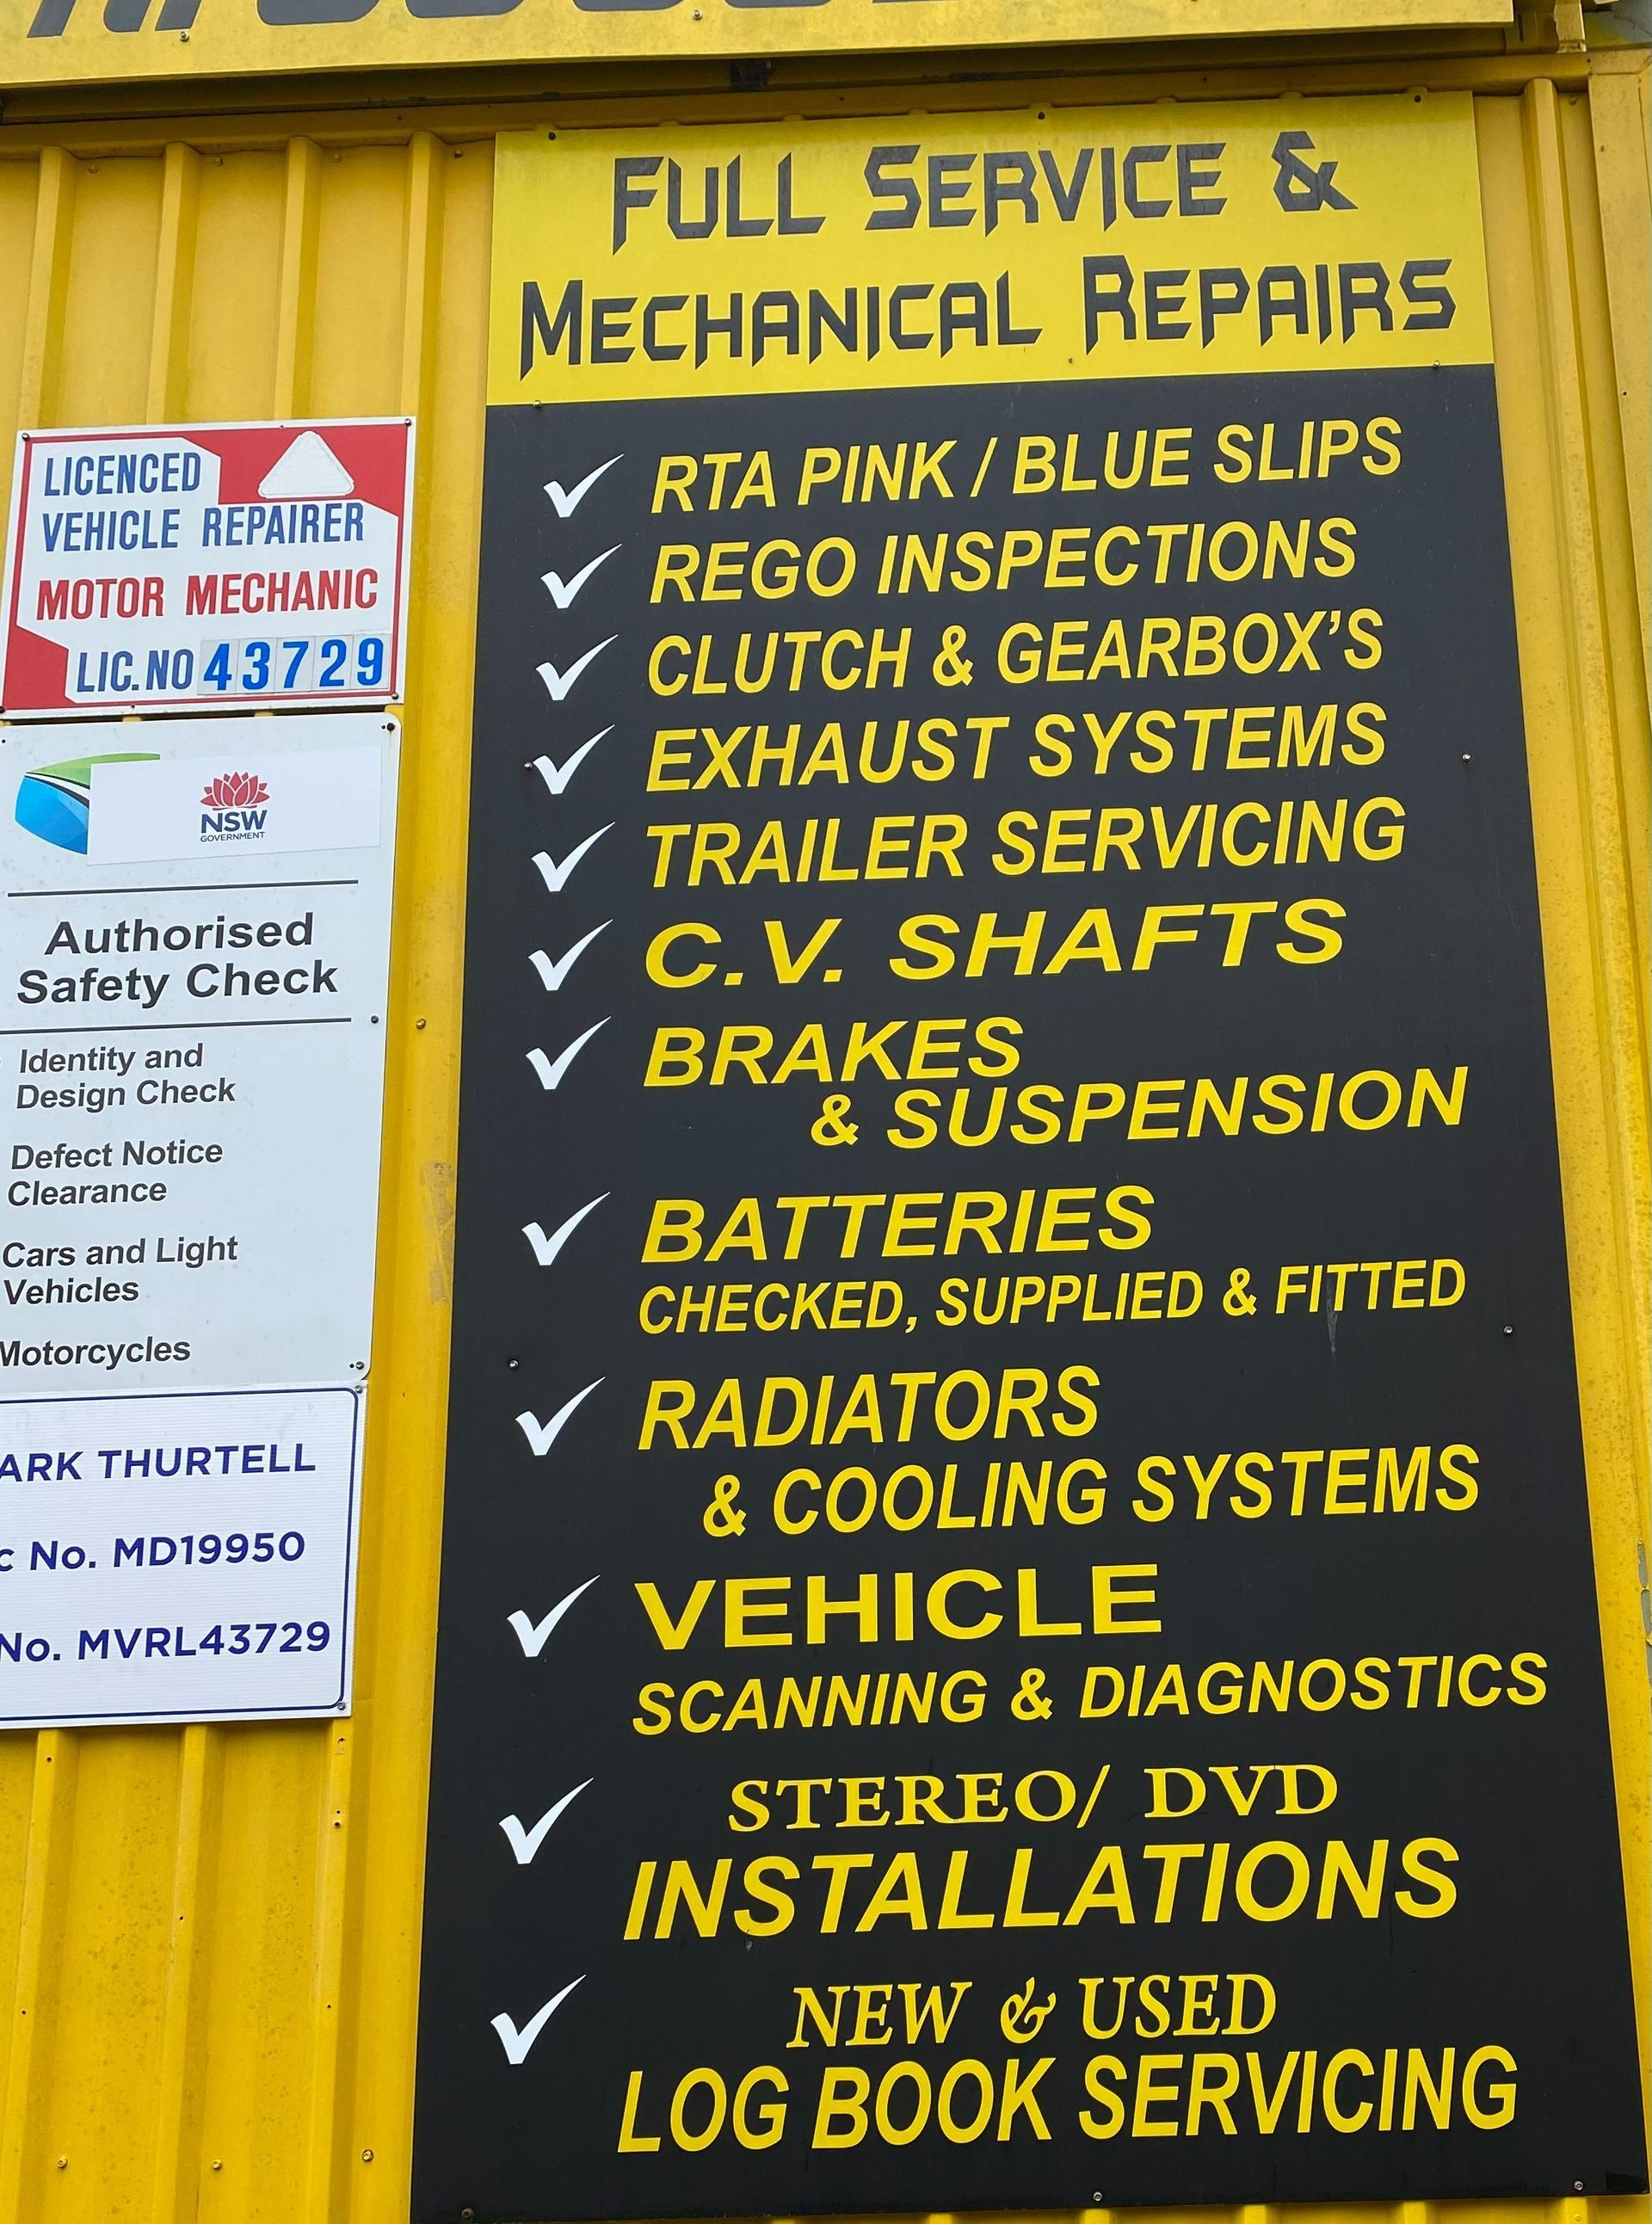 FULL SERVICE &
MECHANICAL REPAIRS
RTA PINK / BLUE SLIPS
REGO INSPECTIONS
CLUTCH & GEARBOX'S
EXHAUST SYSTEMS
TRAILER SERVICING
C.V. SHAFTS
BRAKES
& SUSPENSION
BATTERIES
CHECKED, SUPPLIED & FITTED
RADIATORS
& COOLING SYSTEMS
VEHICLE
SCANNING & DIAGNOSTICS
STEREO/ DVD
INSTALLATIONS
NEW & USED
LOG BOOK SERVICING
LICENCED
VEHICLE REPAIRER
MOTOR MECHANIC
LIC.NO 43729
NSW
GOVERNMENT
Authorised
Safety Check
Identity and
Design Check
Defect Notice
Clearance
Cars and Light
Vehicles
Motorcycles
ARK THURTELL
c No. MD19950
No. MVRL43729